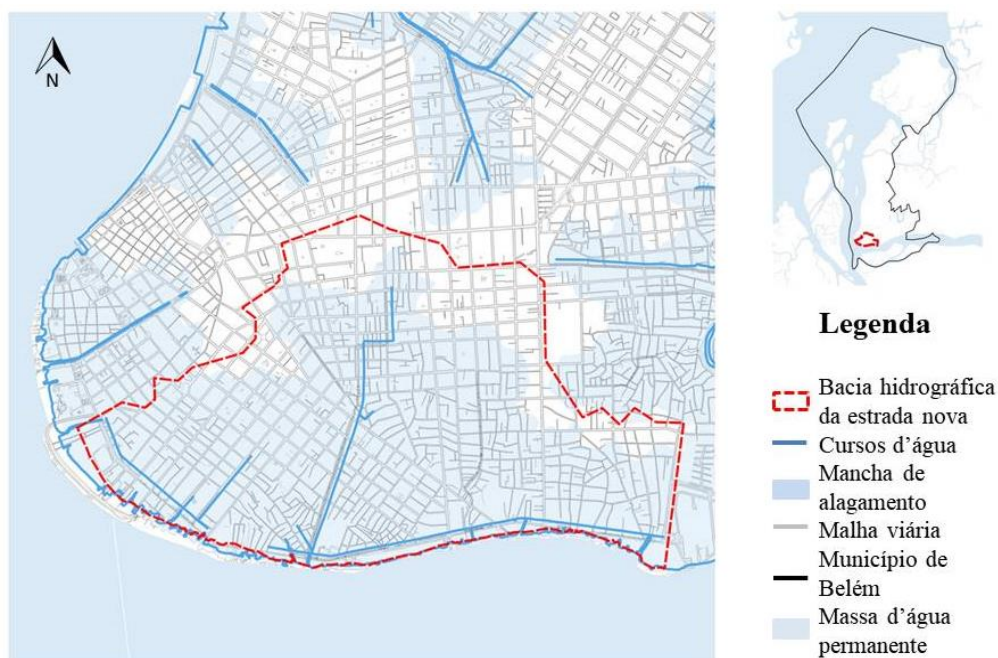 N
Legenda
Bacia hidrográfica
da estrada nova
Cursos d'água
Mancha de
alagamento
Malha viária
Município de
Belém
Massa d'água
permanente